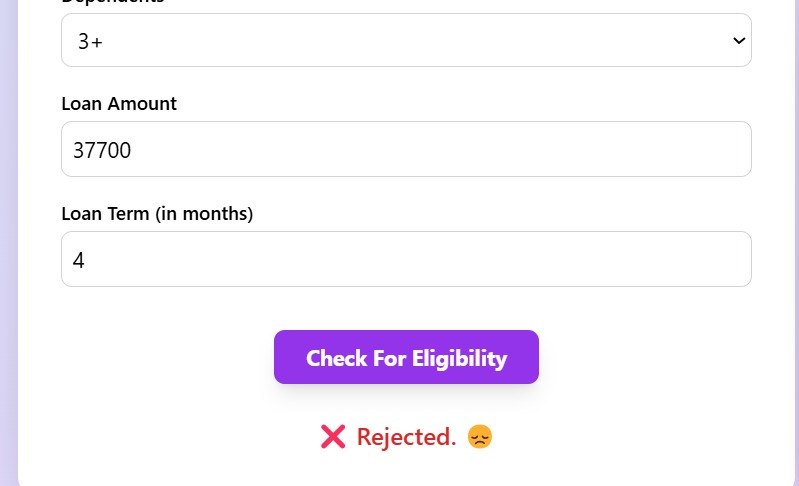 Dependents
3+
Loan Amount
37700
Loan Term (in months)
4
Check For Eligibility
❌ Rejected. 😞